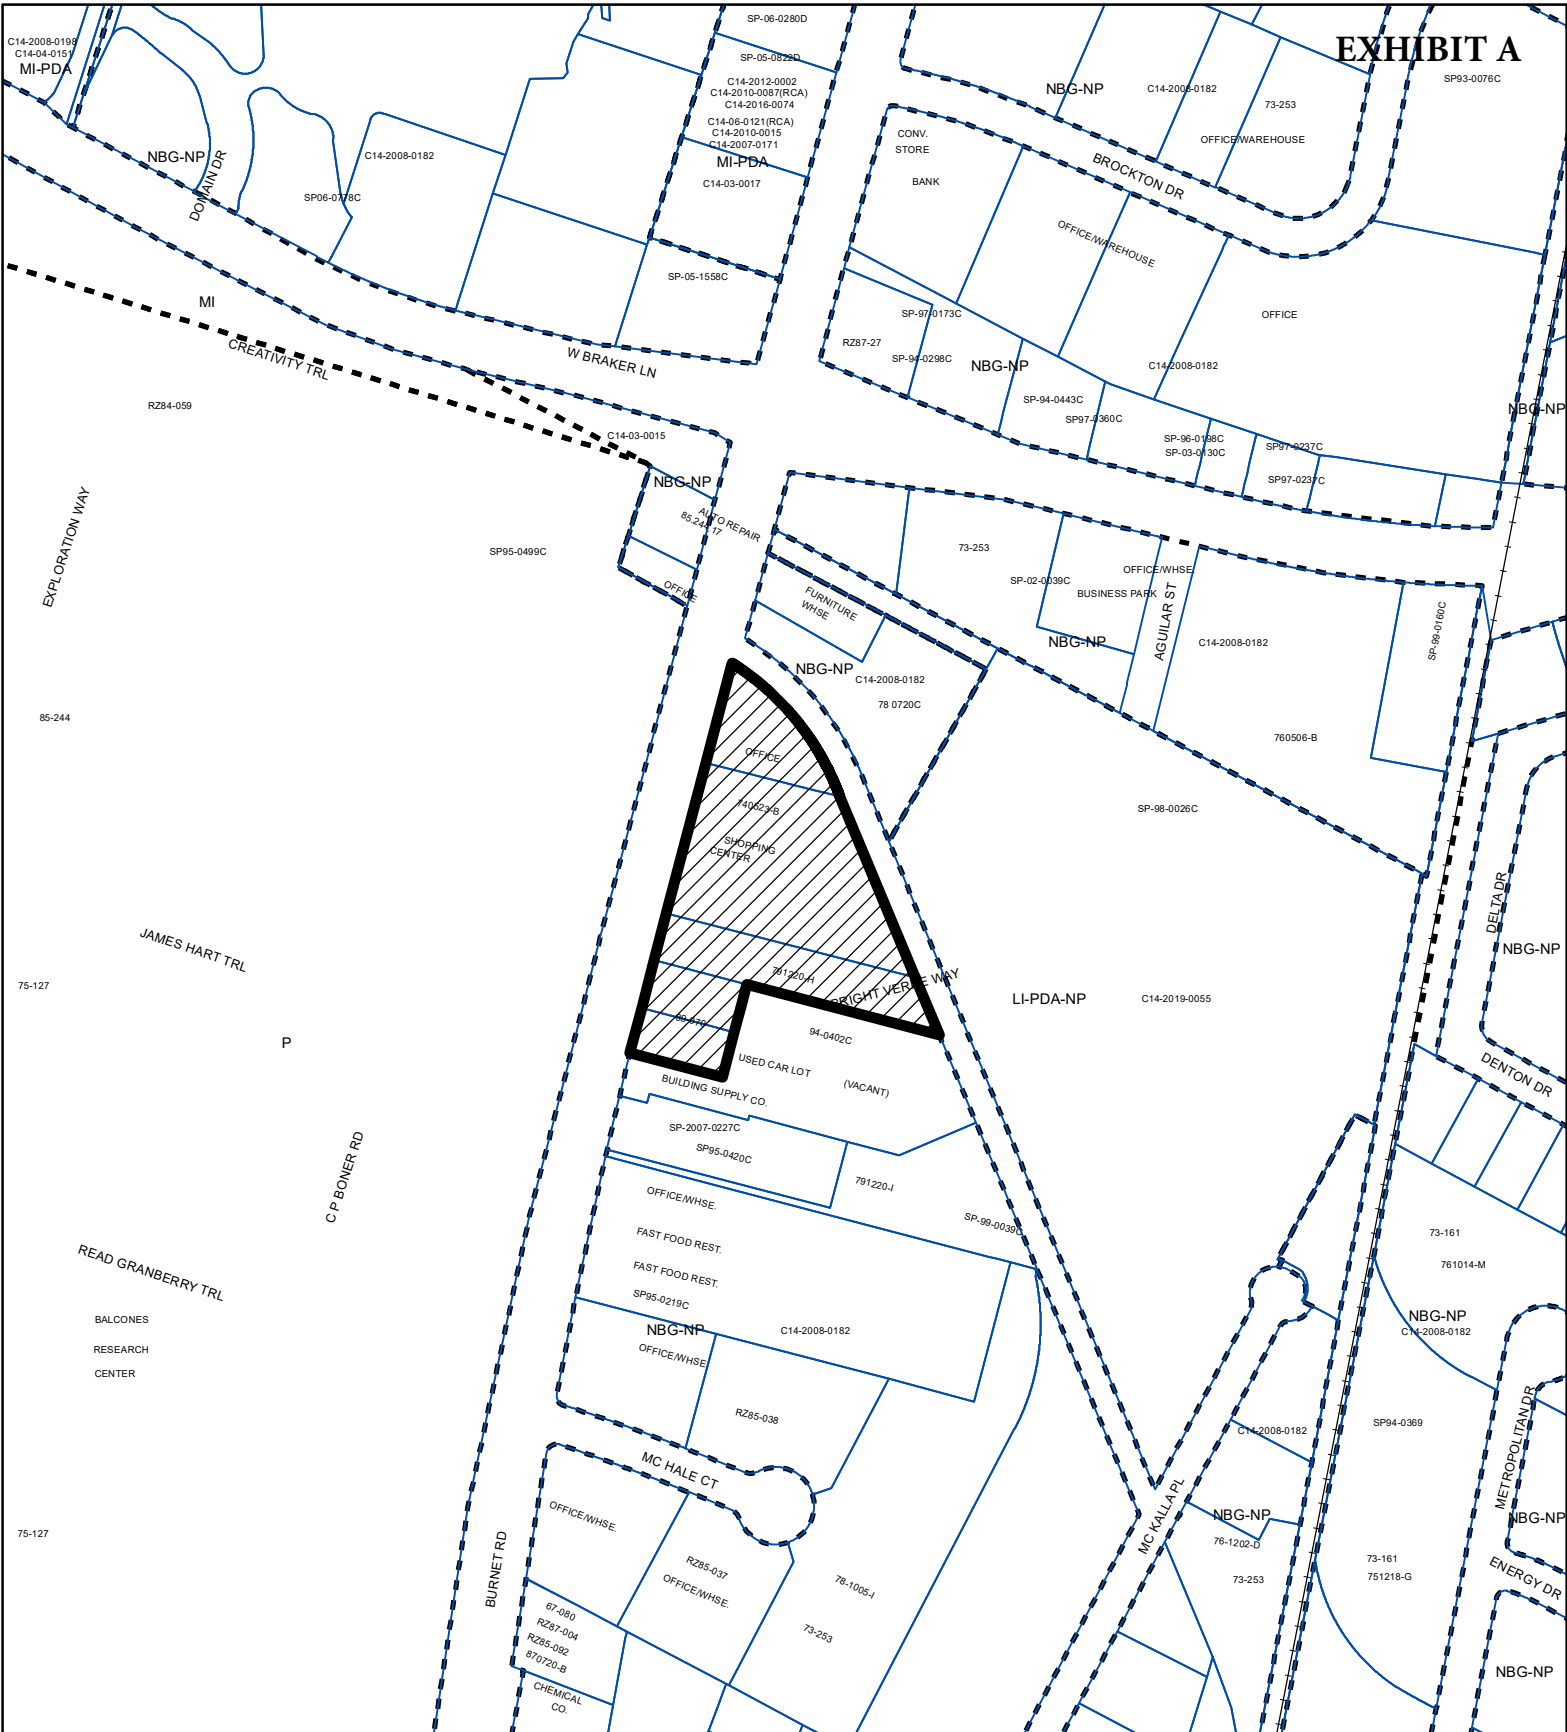 EXHIBIT A
C14-2008-0198
C14-04-0151
MI-PDA
NBG-NP
DOMAIN DR
C14-2008-0182
SP06-0778C
SP-06-0280D
SP-05-0822D
C14-2012-0002
C14-2010-0087(RCA)
C14-2016-0074
C14-06-0121(RCA)
C14-2010-0015
C14-2007-0171
MI-PDA
C14-03-0017
SP-05-1558C
CONV.
STORE
BANK
NBG-NP
C14-2008-0182
73-253
OFFICE/WAREHOUSE
SP93-0076C
BROCKTON DR
OFFICE/WAREHOUSE
OFFICE
SP-97-0173C
RZ87-27
SP-94-0298C
NBG-NP
C14-2008-0182
SP-94-0443C
SP97-0360C
SP-96-0198C
SP-03-0130C
SP97-0237C
SP97-0237C
NBG-NP
MI
CREATIVITY TRL
W BRAKER LN
RZ84-059
C14-03-0015
NBG-NP
AUTO REPAIR
85.244.17
OFFICE
EXPLORATION WAY
SP95-0499C
73-253
SP-02-0039C
OFFICE/WHSE
BUSINESS PARK
AGUILAR ST
NBG-NP
C14-2008-0182
SP-99-0160C
FURNITURE
WHSE
NBG-NP
C14-2008-0182
78 0720C
760506-B
85-244
OFFICE
740523-B
SHOPPING
CENTER
SP-98-0026C
DELTA DR
NBG-NP
JAMES HART TRL
75-127
791220-H
BRIGHT VERDE WAY
LI-PDA-NP
C14-2019-0055
P
94-0402C
USED CAR LOT
(VACANT)
BUILDING SUPPLY CO.
DENTON DR
SP-2007-0227C
SP95-0420C
791220-I
C P BONER RD
OFFICE/WHSE.
SP-99-0039C
FAST FOOD REST.
FAST FOOD REST.
SP95-0219C
READ GRANBERRY TRL
73-161
761014-M
BALCONES
RESEARCH
CENTER
NBG-NP
C14-2008-0182
OFFICE/WHSE
NBG-NP
C14-2008-0182
RZ85-038
C14-2008-0182
SP94-0369
METROPOLITAN DR
MC HALE CT
MC KALLA PL
NBG-NP
76-1202-D
NBG-NP
75-127
BURNET RD
OFFICE/WHSE.
RZ85-037
OFFICE/WHSE.
78-1005-I
73-253
73-253
73-161
751218-G
ENERGY DR
67-080
RZ87-004
RZ85-092
870720-B
CHEMICAL
CO.
NBG-NP